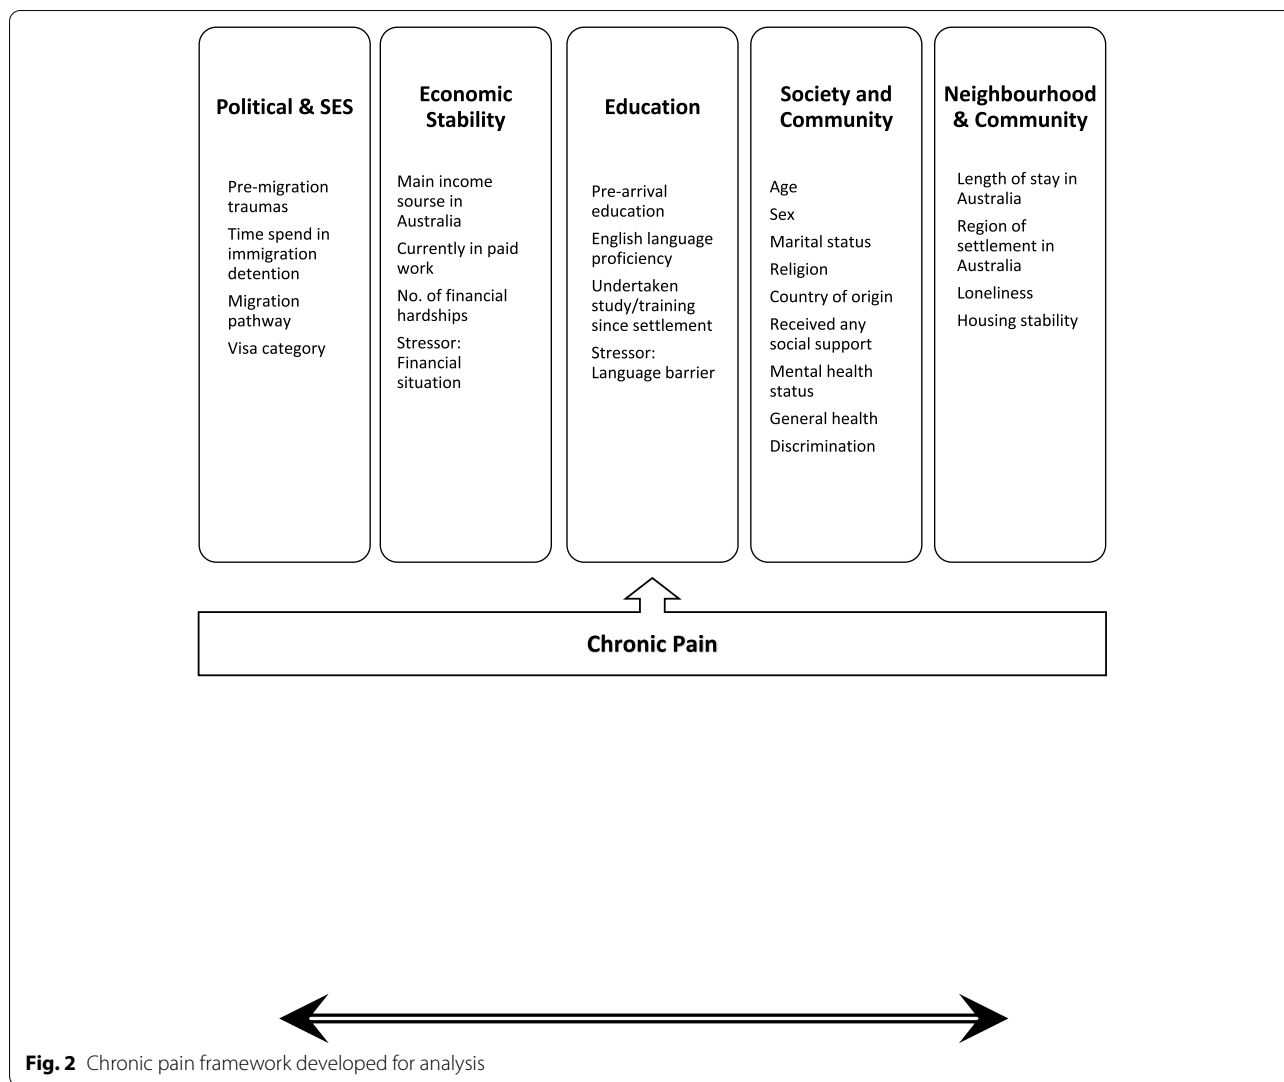 Political & SES
Pre-migration
traumas
Time spend in
immigration
detention
Migration
pathway
Visa category
Economic
Stability
Main income
sourse in
Australia
Currently in paid
work
No. of financial
hardships
Stressor:
Financial
situation
Education
Pre-arrival
education
English language
proficiency
Undertaken
study/training
since settlement
Stressor:
Language barrier
Society and
Community
Age
Sex
Marital status
Religion
Country of origin
Received any
social support
Mental health
status
General health
Discrimination
Neighbourhood
& Community
Length of stay in
Australia
Region of
settlement in
Australia
Loneliness
Housing stability
Chronic Pain
Fig. 2 Chronic pain framework developed for analysis